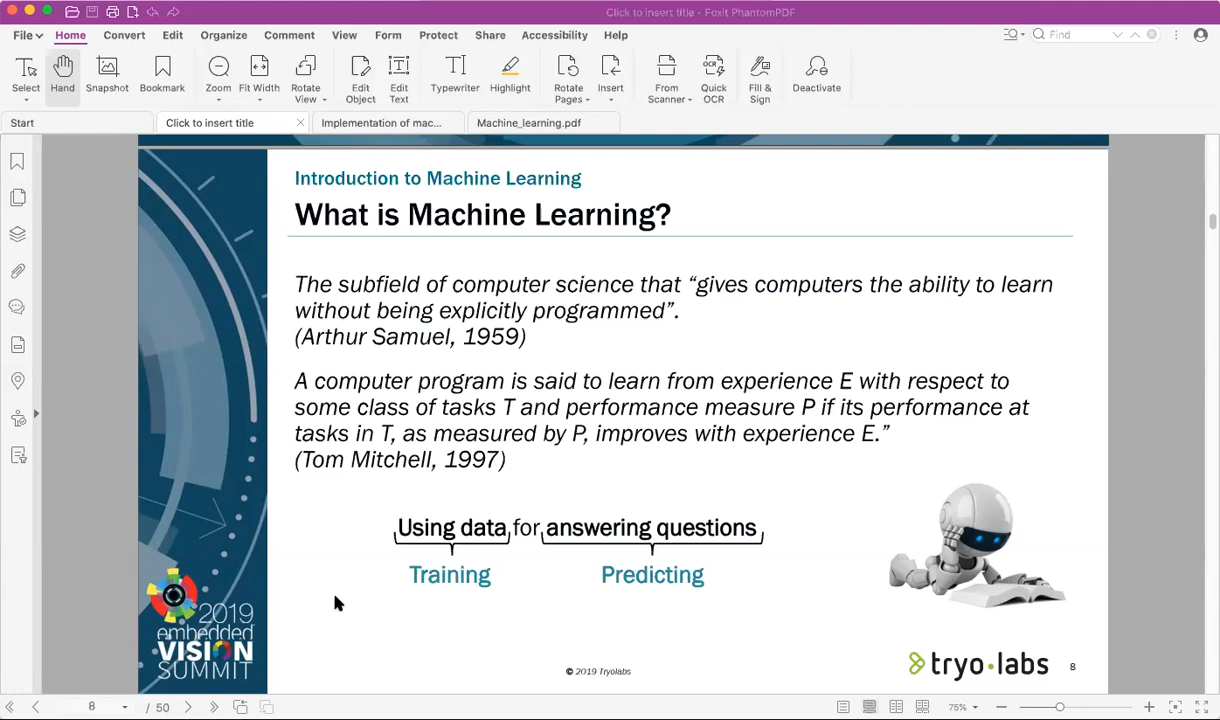 Click to insert title - Foxit PhantomPDF
File Home Convert Edit Organize Comment View Form Protect Share Accessibility Help Find
Select Hand Snapshot Bookmark Zoom Fit Width Rotate View Edit Object Edit Text Typewriter Highlight Rotate Pages Insert From Scanner Quick OCR Fill & Sign Deactivate
Start Click to insert title Implementation of mac... Machine_learning.pdf
Introduction to Machine Learning
What is Machine Learning?
The subfield of computer science that “gives computers the ability to learn
without being explicitly programmed”.
(Arthur Samuel, 1959)
A computer program is said to learn from experience E with respect to
some class of tasks T and performance measure P if its performance at
tasks in T, as measured by P, improves with experience E.”
(Tom Mitchell, 1997)
Using data for answering questions
Training Predicting
2019
embedded
VISION
SUMMIT
© 2019 Tryolabs
tryo labs
8
8 / 50 75%